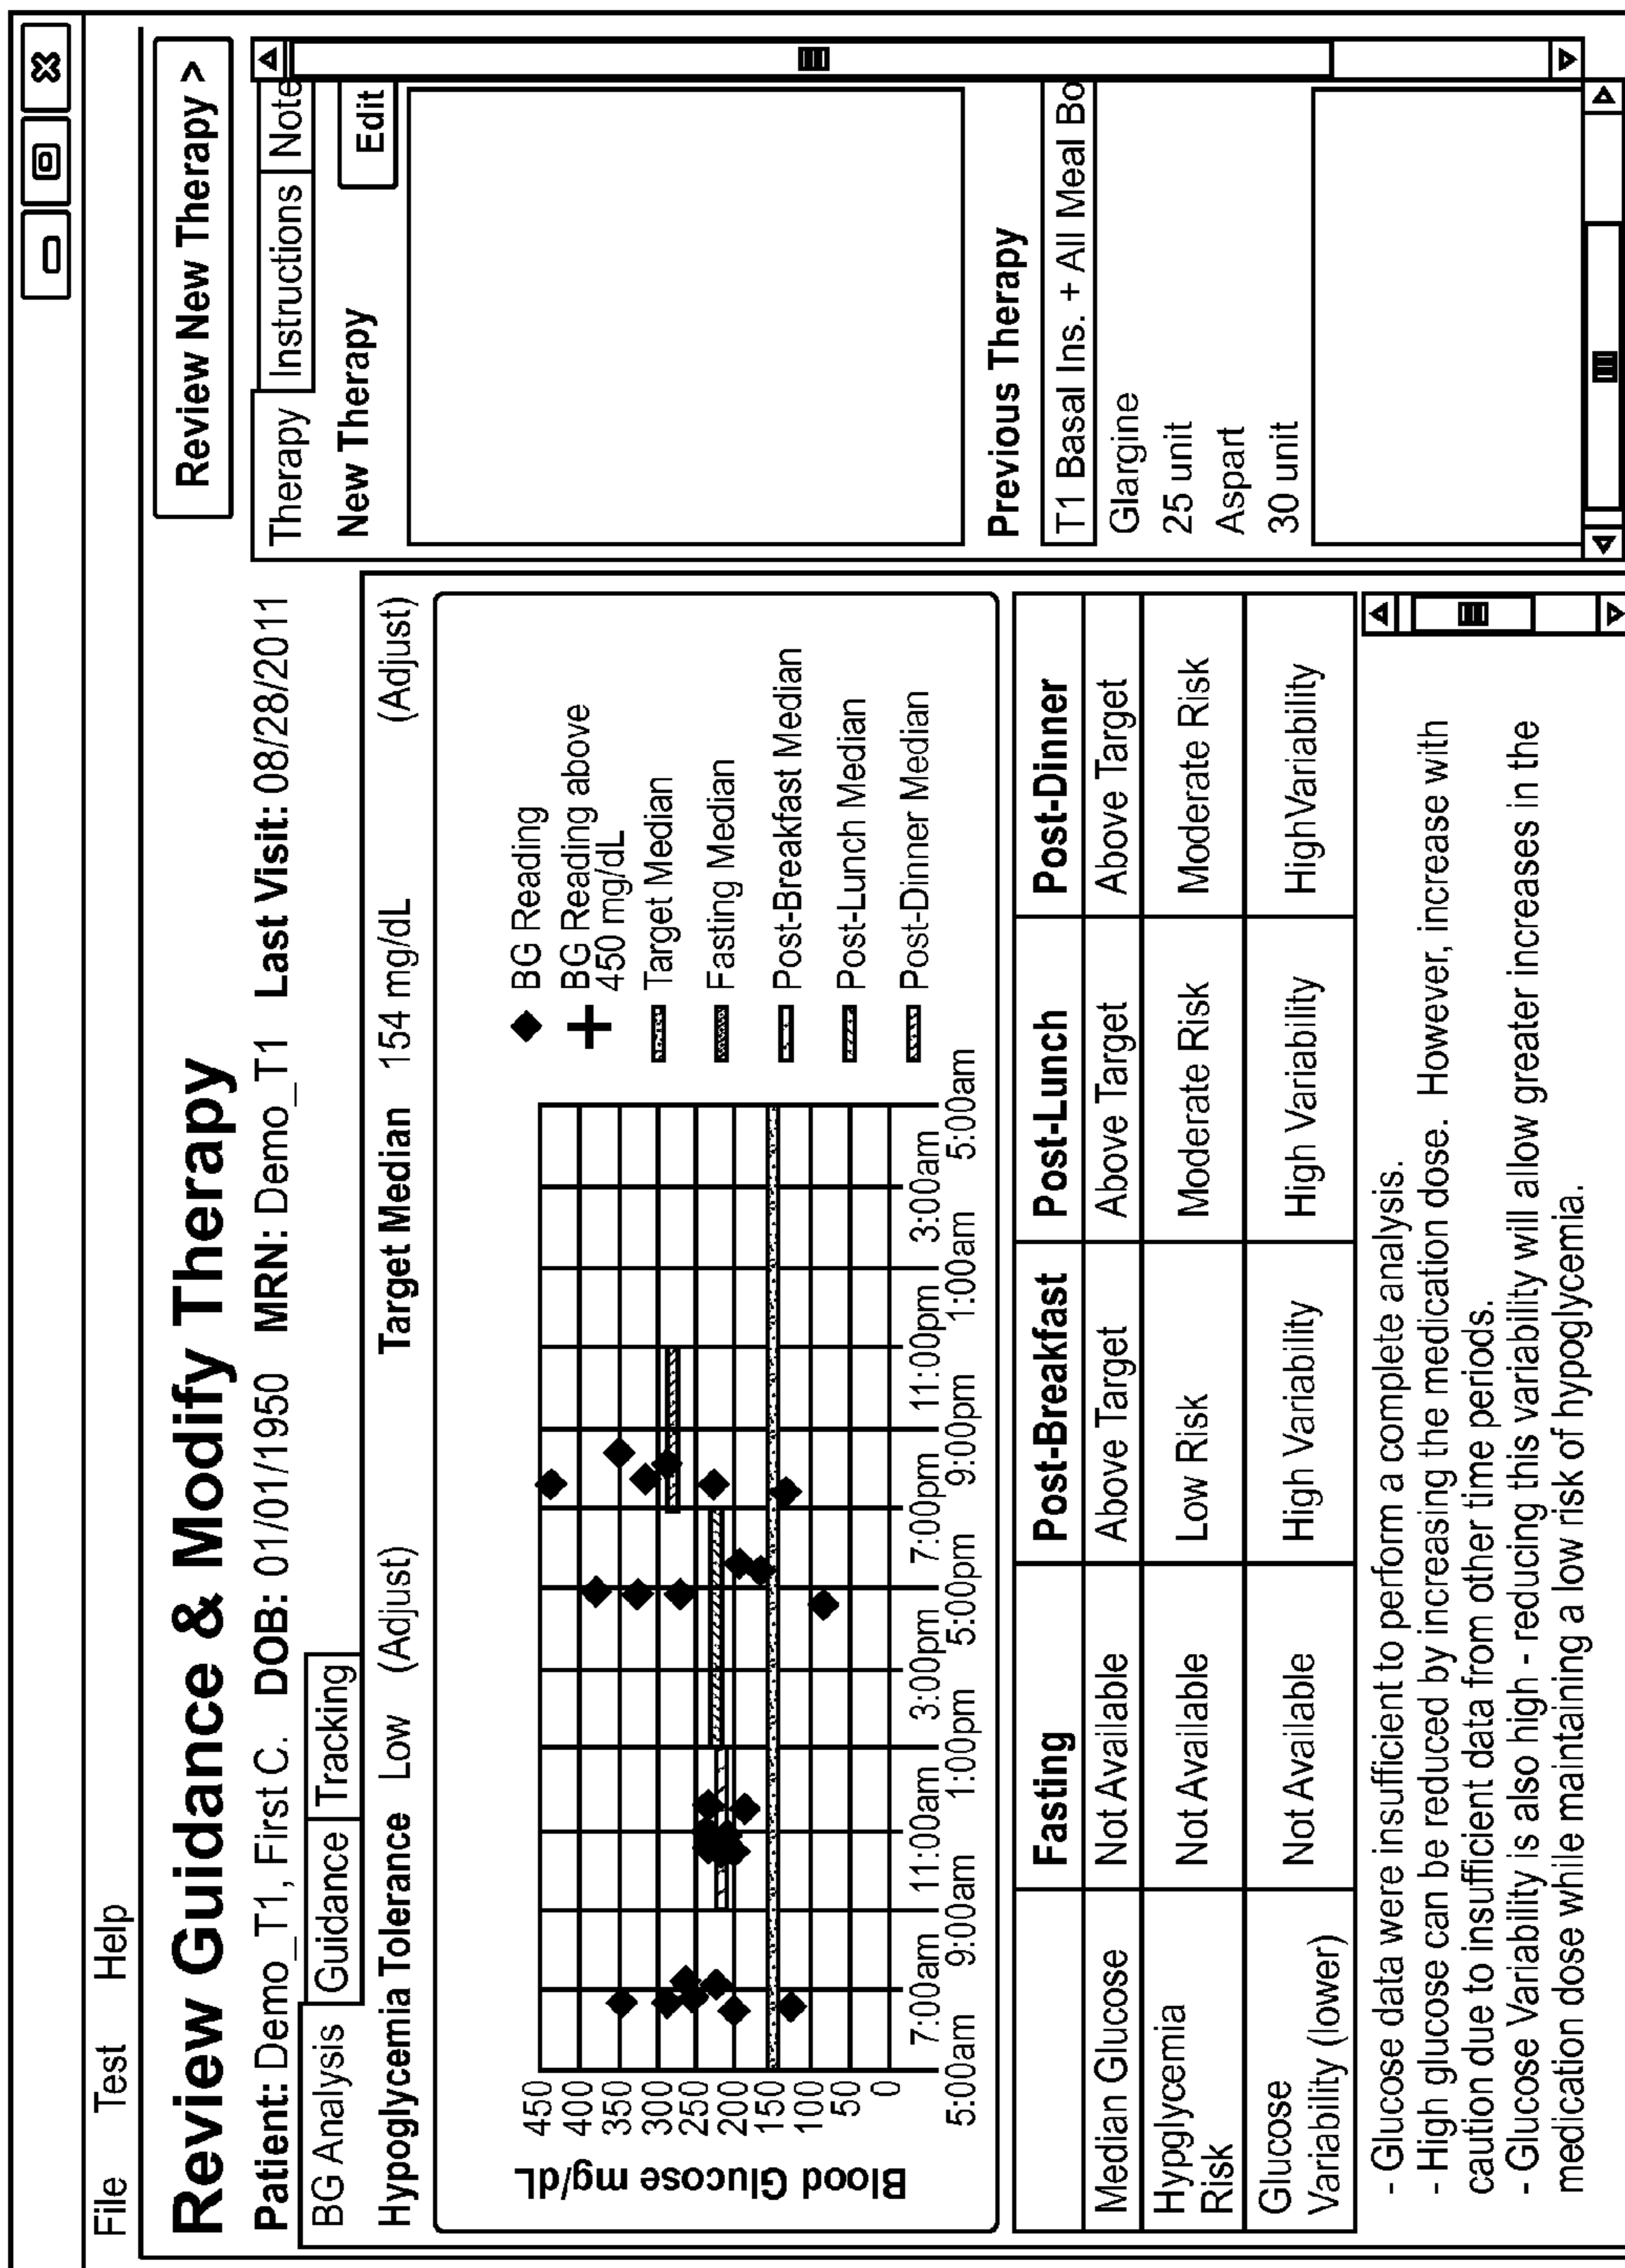 File Test Help
Review Guidance & Modify Therapy
Review New Therapy >
Patient: Demo_T1, First C. DOB: 01/01/1950 MRN: Demo_T1 Last Visit: 08/28/2011
BG Analysis Guidance Tracking
Hypoglycemia Tolerance Low (Adjust) Target Median 154 mg/dL (Adjust)
Blood Glucose mg/dL
450
400
350
300
250
200
150
100
50
0
7:00am 11:00am 3:00pm 7:00pm 11:00pm 3:00am
5:00am 9:00am 1:00pm 5:00pm 9:00pm 1:00am 5:00am
BG Reading
BG Reading above
450 mg/dL
Target Median
Fasting Median
Post-Breakfast Median
Post-Lunch Median
Post-Dinner Median
Fasting Post-Breakfast Post-Lunch Post-Dinner
Median Glucose Not Available Above Target Above Target Above Target
Hypglycemia
Risk Not Available Low Risk Moderate Risk Moderate Risk
Glucose
Variability (lower) Not Available High Variability High Variability HighVariability
- Glucose data were insufficient to perform a complete analysis.
- High glucose can be reduced by increasing the medication dose. However, increase with
caution due to insufficient data from other time periods.
- Glucose Variability is also high - reducing this variability will allow greater increases in the
medication dose while maintaining a low risk of hypoglycemia.
Therapy Instructions Note
New Therapy
Edit
Previous Therapy
T1 Basal Ins. + All Meal Bo
Glargine
25 unit
Aspart
30 unit